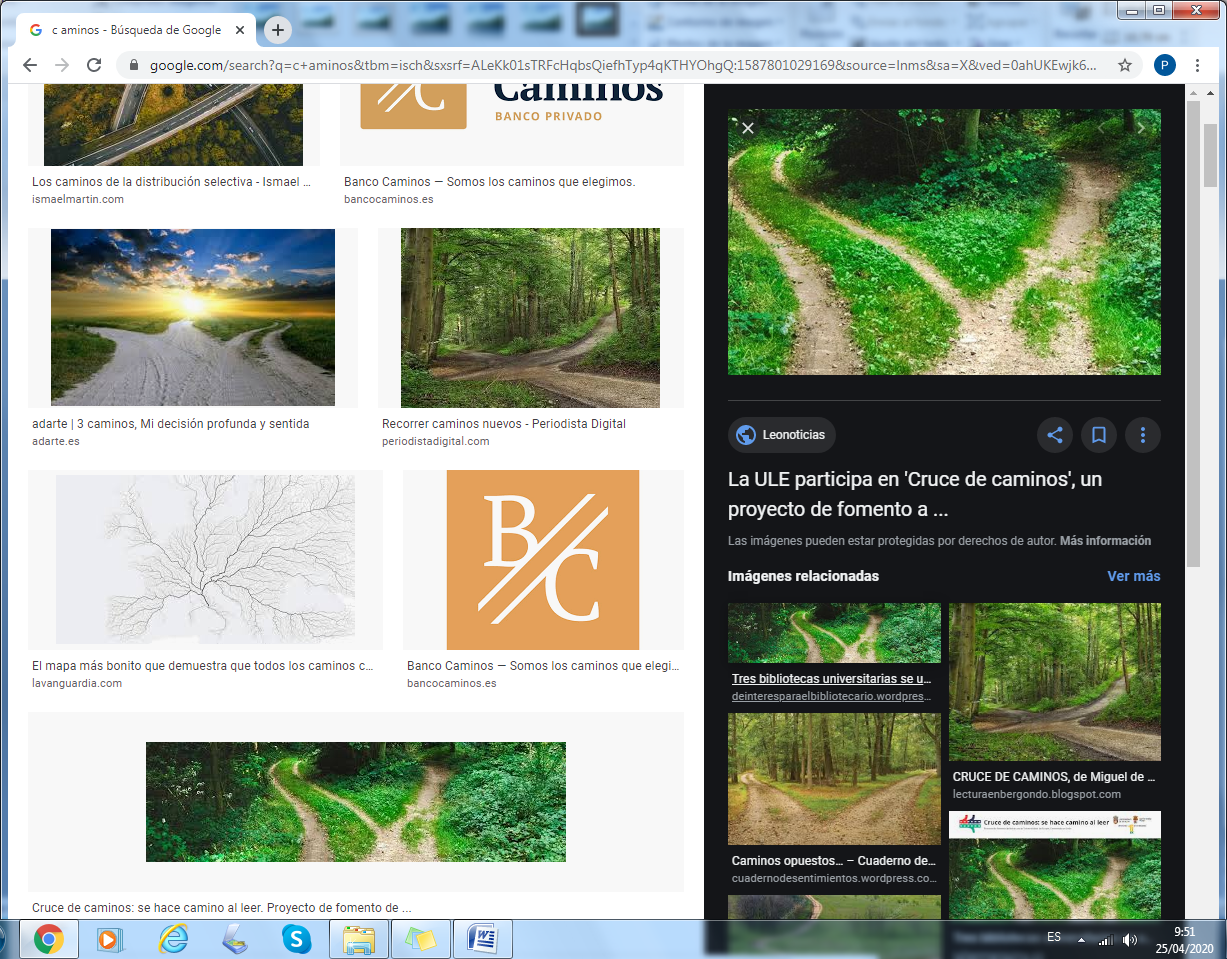 c aminos - Búsqueda de Google
google.com/search?q=c+aminos&tbm=isch&sxsrf=ALeKk01sTRFcHqbsQiefhTyp4qKTHYOhgQ:1587801029169&source=lnms&sa=X&ved=0ahUKEwjk6...
P
Caminos
BANCO PRIVADO
Los caminos de la distribución selectiva - Ismael ...
ismaelmartin.com
Banco Caminos — Somos los caminos que elegimos.
bancocaminos.es
adarte | 3 caminos, Mi decisión profunda y sentida
adarte.es
Recorrer caminos nuevos - Periodista Digital
periodistadigital.com
B/C
El mapa más bonito que demuestra que todos los caminos c...
lavanguardia.com
Banco Caminos — Somos los caminos que elegi...
bancocaminos.es
Cruce de caminos: se hace camino al leer. Proyecto de fomento de ...
Leonoticias
La ULE participa en 'Cruce de caminos', un
proyecto de fomento a ...
Las imágenes pueden estar protegidas por derechos de autor. Más información
Imágenes relacionadas
Ver más
Tres bibliotecas universitarias se u...
deinteresparaelbibliotecario.wordpres...
CRUCE DE CAMINOS, de Miguel de ...
lecturaenbergondo.blogspot.com
Cruce de caminos: se hace camino al leer
Caminos opuestos... – Cuaderno de...
cuadernodesentimientos.wordpress.co...
ES
9:51
25/04/2020